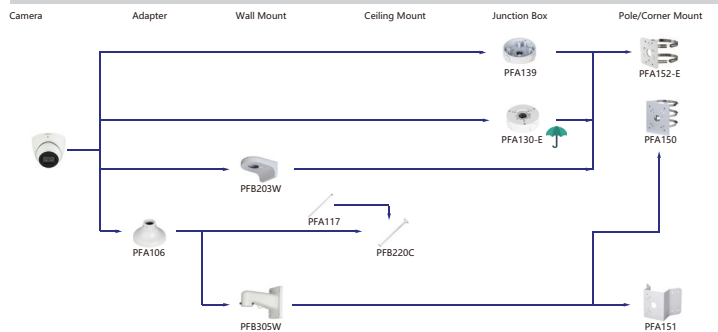 Camera Adapter Wall Mount Ceiling Mount Junction Box Pole/Corner Mount
PFA139 PFA152-E
PFA130-E PFA150
PFB203W
PFA117
PFA106 PFB220C
PFB305W PFA151